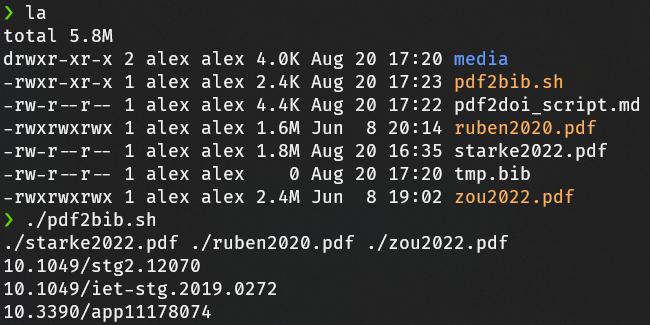 ❯ la
total 5.8M
drwxr-xr-x 2 alex alex 4.0K Aug 20 17:20 media
-rwxr-xr-x 1 alex alex 2.4K Aug 20 17:23 pdf2bib.sh
-rw-r--r-- 1 alex alex 4.4K Aug 20 17:22 pdf2doi_script.md
-rwxrwxrwx 1 alex alex 1.6M Jun  8 20:14 ruben2020.pdf
-rw-r--r-- 1 alex alex 1.8M Aug 20 16:35 starke2022.pdf
-rw-r--r-- 1 alex alex    0 Aug 20 17:20 tmp.bib
-rwxrwxrwx 1 alex alex 2.4M Jun  8 19:02 zou2022.pdf
❯ ./pdf2bib.sh
./starke2022.pdf ./ruben2020.pdf ./zou2022.pdf
10.1049/stg2.12070
10.1049/iet-stg.2019.0272
10.3390/app11178074